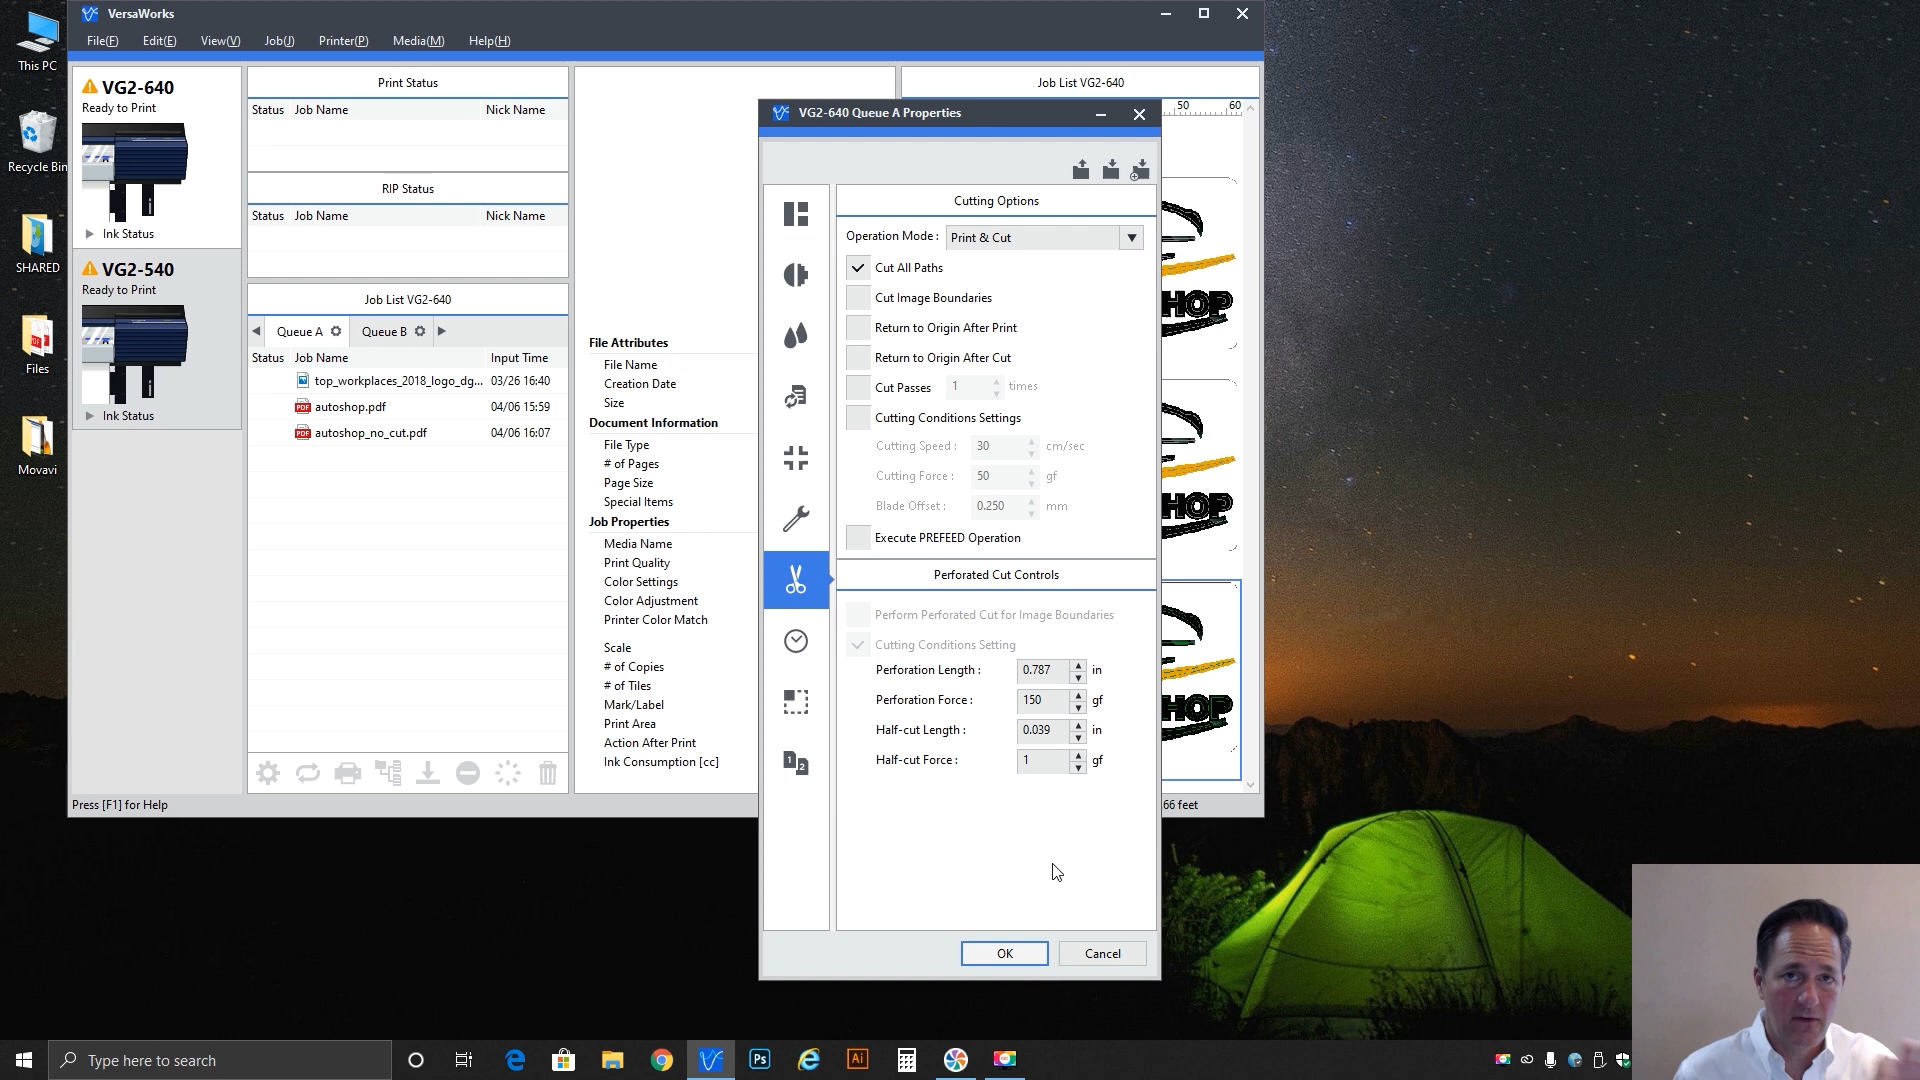 This PC
Recycle Bin
SHARED
Files
Movavi
VersaWorks
File(F) Edit(E) View(V) Job(J) Printer(P) Media(M) Help(H)
VG2-640
Ready to Print
Ink Status
VG2-540
Ready to Print
Ink Status
Print Status
Status Job Name Nick Name
RIP Status
Status Job Name Nick Name
Job List VG2-640
Queue A Queue B
Status Job Name Input Time
top_workplaces_2018_logo_dg... 03/26 16:40
autoshop.pdf 04/06 15:59
autoshop_no_cut.pdf 04/06 16:07
Press [F1] for Help
File Attributes
File Name
Creation Date
Size
Document Information
File Type
# of Pages
Page Size
Special Items
Job Properties
Media Name
Print Quality
Color Settings
Color Adjustment
Printer Color Match
Scale
# of Copies
# of Tiles
Mark/Label
Print Area
Action After Print
Ink Consumption [cc]
Job List VG2-640
50 60
HOP
HOP
HOP
.66 feet
VG2-640 Queue A Properties
Cutting Options
Operation Mode : Print & Cut
Cut All Paths
Cut Image Boundaries
Return to Origin After Print
Return to Origin After Cut
Cut Passes 1 times
Cutting Conditions Settings
Cutting Speed : 30 cm/sec
Cutting Force : 50 gf
Blade Offset : 0.250 mm
Execute PREFEED Operation
Perforated Cut Controls
Perform Perforated Cut for Image Boundaries
Cutting Conditions Setting
Perforation Length : 0.787 in
Perforation Force : 150 gf
Half-cut Length : 0.039 in
Half-cut Force : 1 gf
1 2
OK Cancel
Type here to search
Ps
Ai